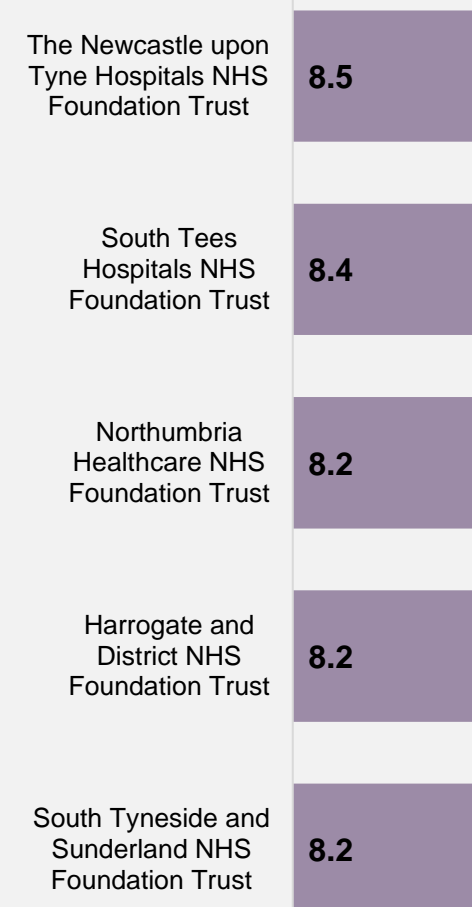 The Newcastle upon
Tyne Hospitals NHS
Foundation Trust
8.5
South Tees
Hospitals NHS
Foundation Trust
8.4
Northumbria
Healthcare NHS
Foundation Trust
8.2
Harrogate and
District NHS
Foundation Trust
8.2
South Tyneside and
Sunderland NHS
Foundation Trust
8.2